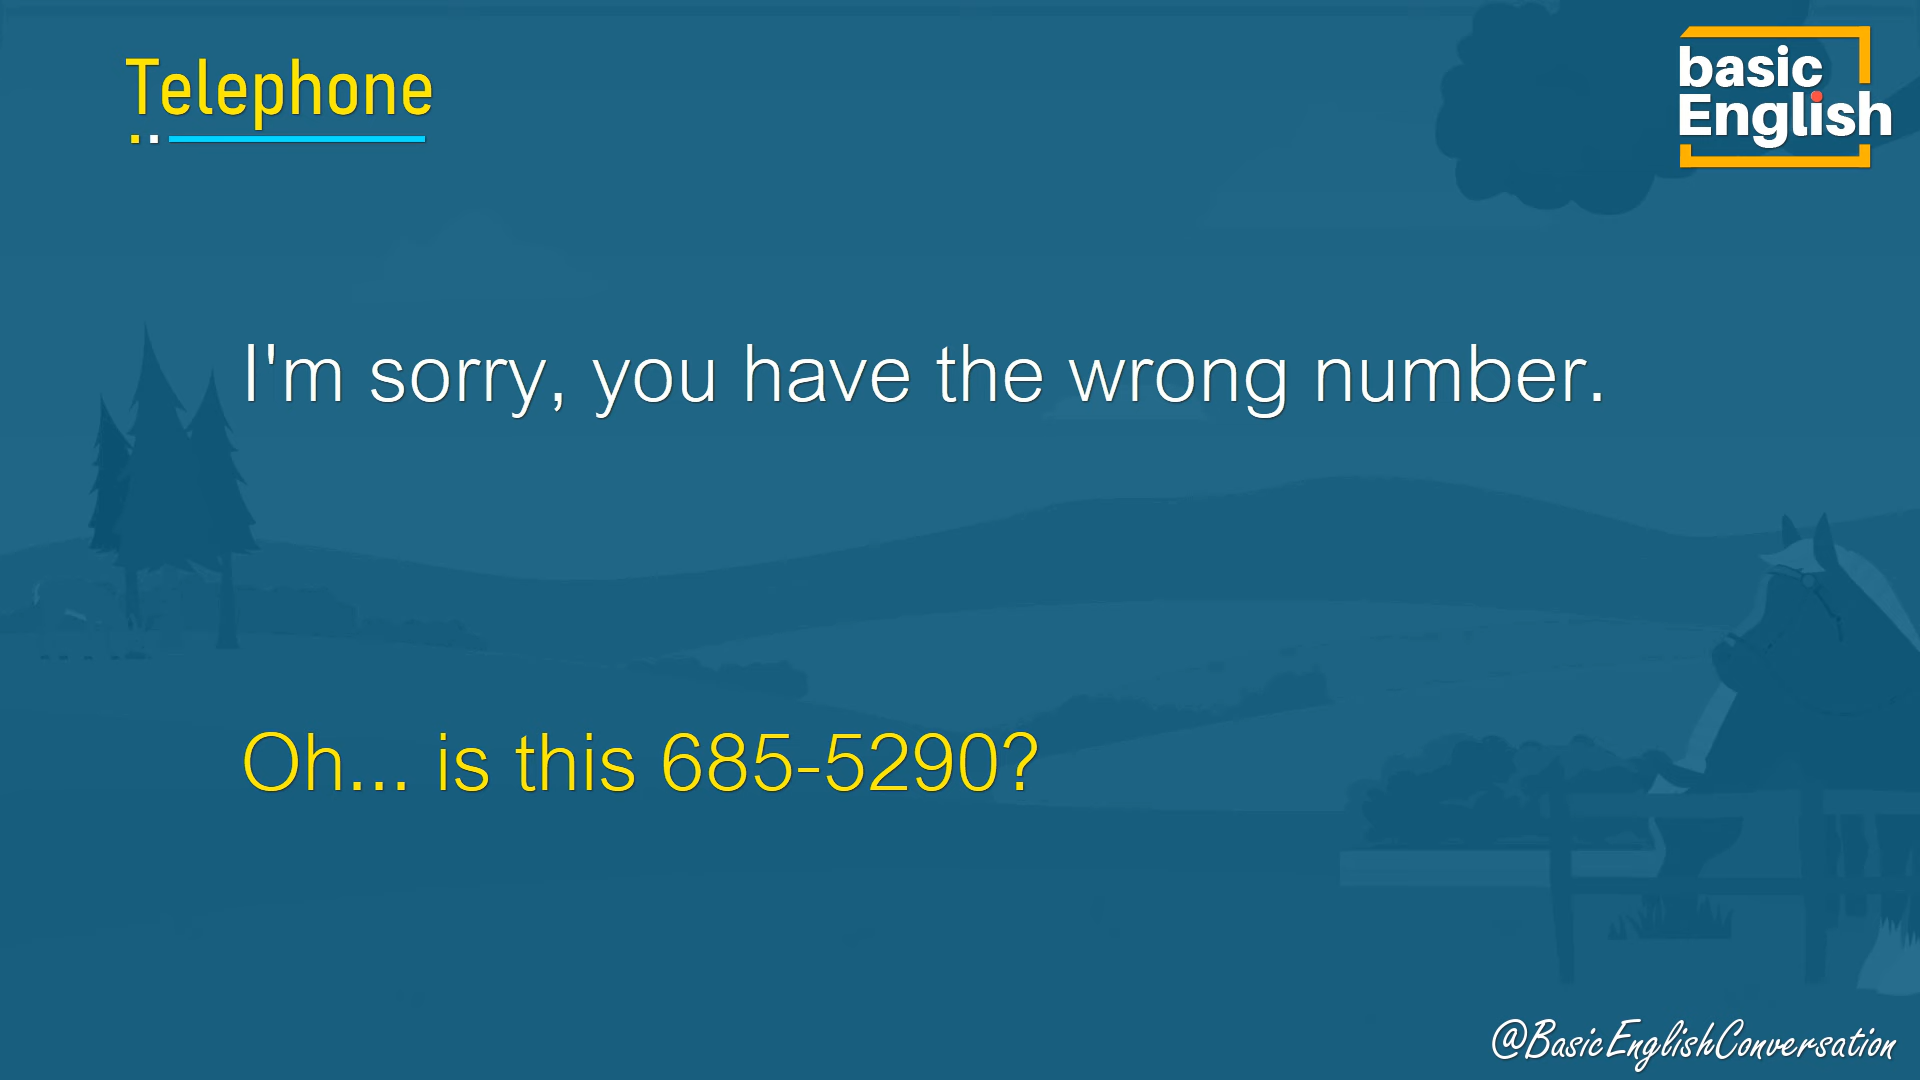 Telephone
basic
English
I'm sorry, you have the wrong number.
Oh... is this 685-5290?
@BasicEnglishConversation